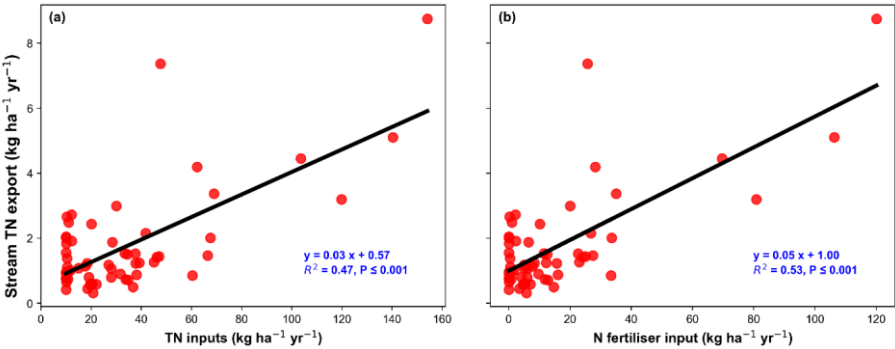 (a)
Stream TN export (kg ha⁻¹ yr⁻¹)
8
6
4
2
0
y = 0.03 x + 0.57
R² = 0.47, P ≤ 0.001
0 20 40 60 80 100 120 140 160
TN inputs (kg ha⁻¹ yr⁻¹)
(b)
y = 0.05 x + 1.00
R² = 0.53, P ≤ 0.001
0 20 40 60 80 100 120
N fertiliser input (kg ha⁻¹ yr⁻¹)